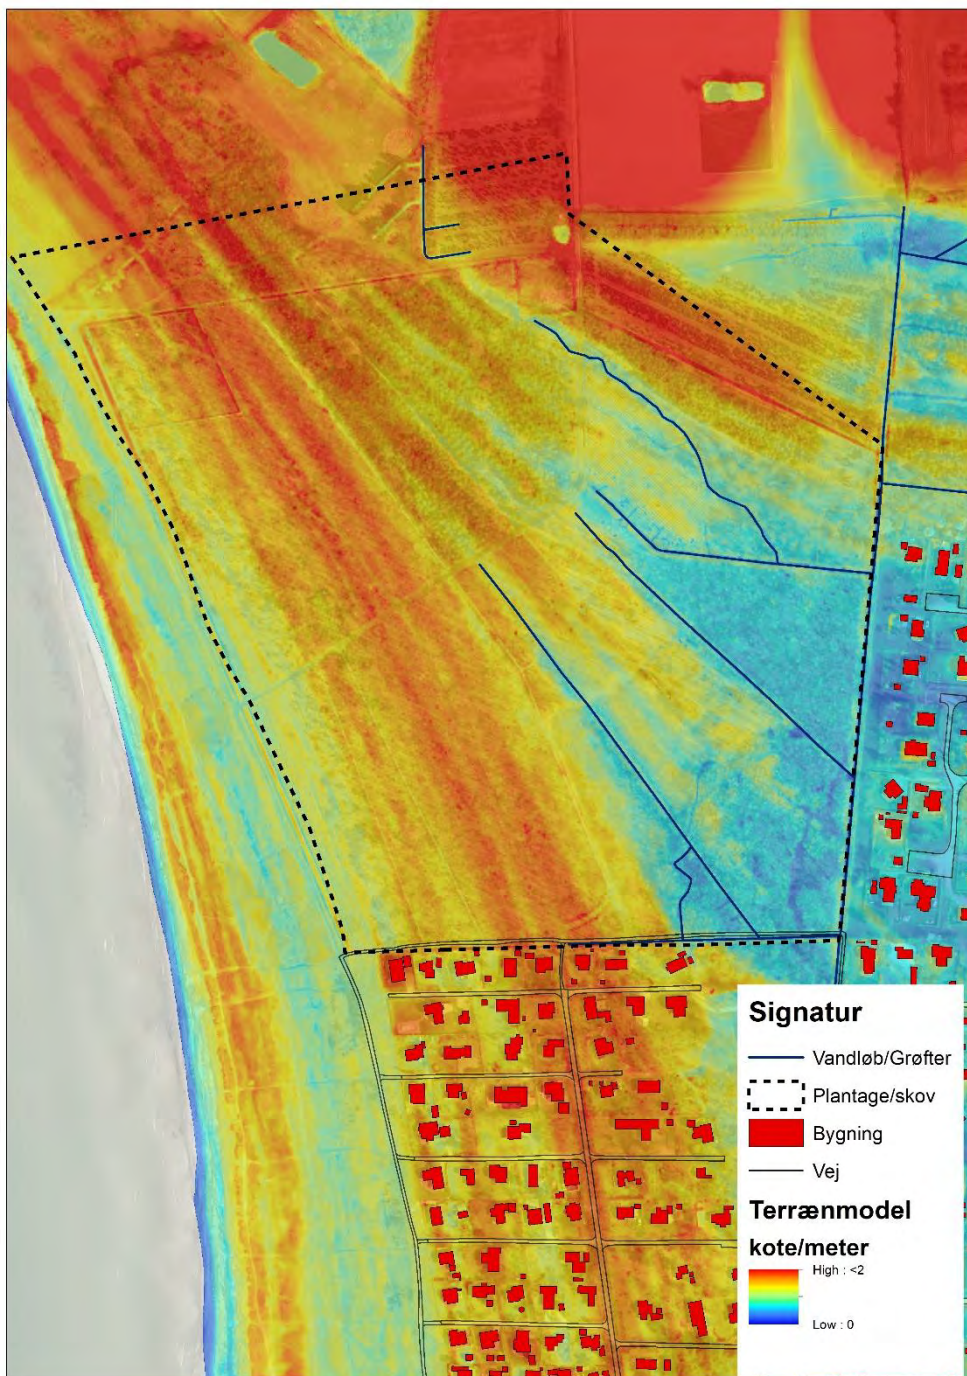 Signatur
Vandløb/Grøfter
Plantage/skov
Bygning
Vej
Terrænmodel
kote/meter
High : <2
Low : 0